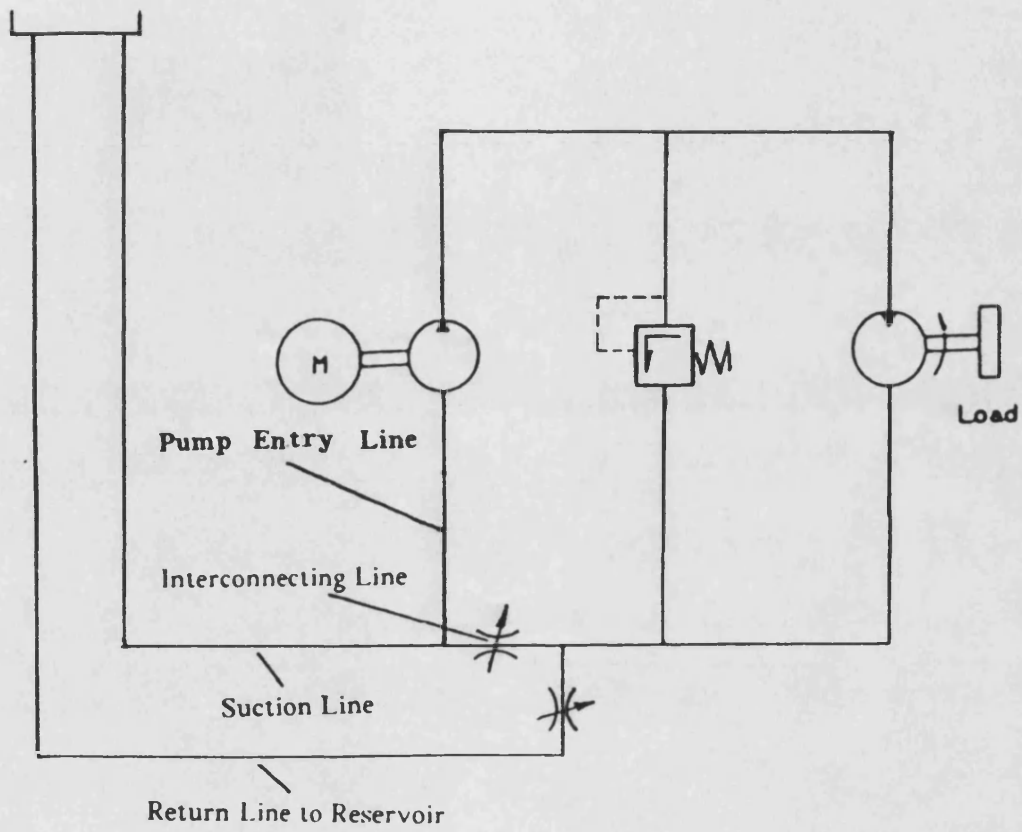 M
Load
Pump Entry Line
Interconnecting Line
Suction Line
Return Line to Reservoir